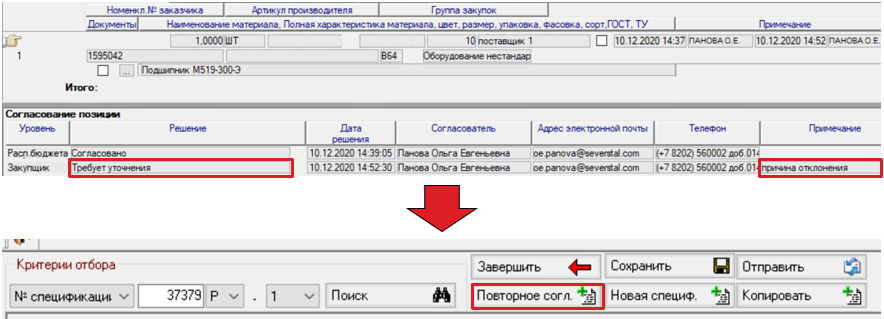 Номенкл.№ заказчика Артикул производителя Группа закупок
Документы Наименование материала, Полная характеристика материала, цвет, размер, упаковка, фасовка, сорт,ГОСТ, ТУ Примечание
1,0000 ШТ 10 поставщик 1 10.12.2020 14:37 ПАНОВА О.Е. 10.12.2020 14:52 ПАНОВА О.Е.
1 1595042 B64 Оборудование нестандар
... Подшипник М519-300-Э
Итого:
Согласование позиции
Уровень Решение Дата решения Согласователь Адрес электронной почты Телефон Примечание
Расп.бюджета Согласовано 10.12.2020 14:39:05 Панова Ольга Евгеньевна oe.panova@severstal.com (+7 8202) 560002 доб.014
Закупщик Требует уточнения 10.12.2020 14:52:30 Панова Ольга Евгеньевна oe.panova@severstal.com (+7 8202) 560002 доб.014 причина отклонения
Критерии отбора
Завершить Сохранить Отправить
№ спецификаци 37379 Р . 1 Поиск Повторное согл. Новая специф. Копировать